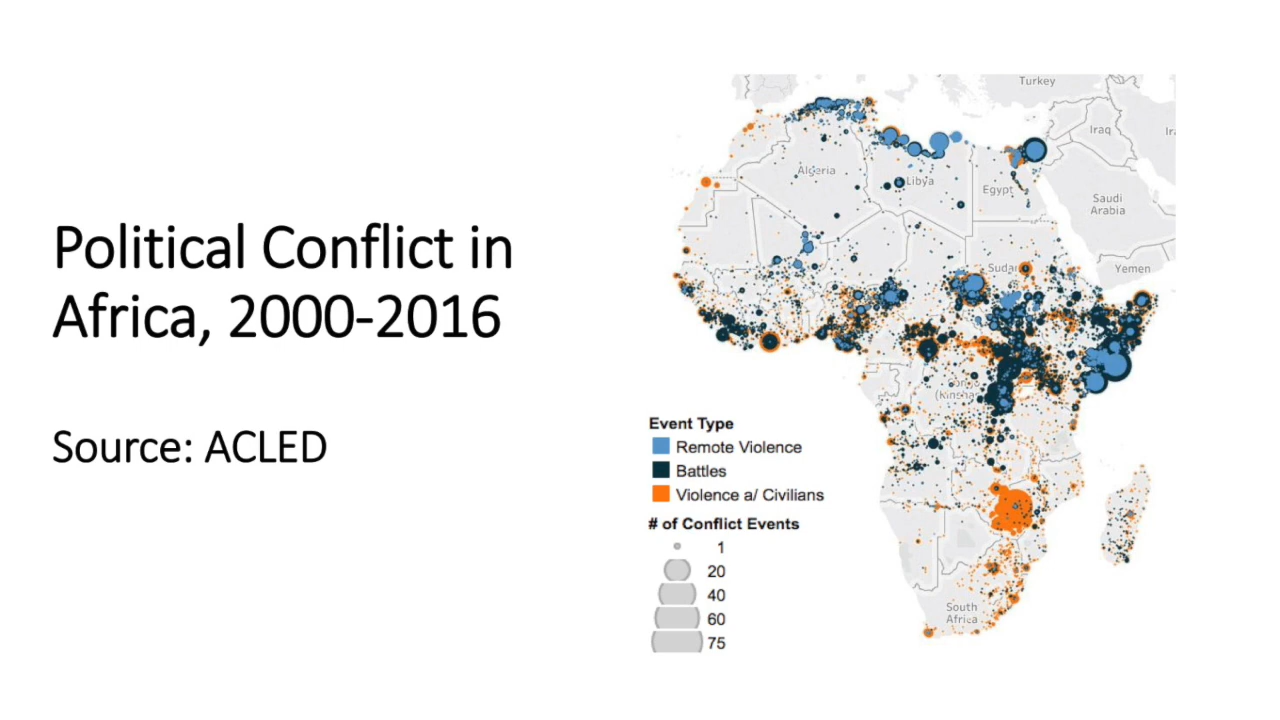 Political Conflict in
Africa, 2000-2016
Source: ACLED
Turkey
Iraq
Algeria
Libya
Egypt
Saudi
Arabia
Sudan
Yemen
(Kinshasa
South
Africa
Event Type
Remote Violence
Battles
Violence a/ Civilians
# of Conflict Events
1
20
40
60
75